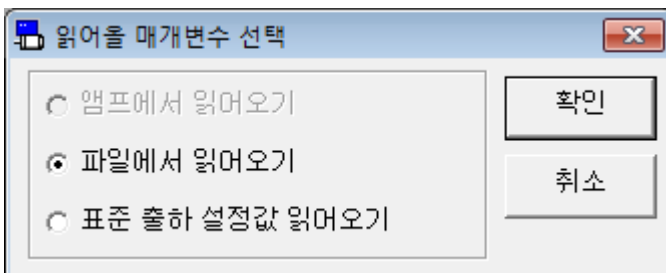 읽어올 매개변수 선택
앰프에서 읽어오기
파일에서 읽어오기
표준 출하 설정값 읽어오기
확인
취소